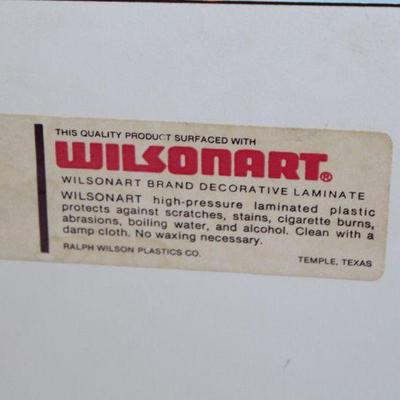 THIS QUALITY PRODUCT SURFACED WITH
WILSONART®
WILSONART BRAND DECORATIVE LAMINATE
WILSONART high-pressure laminated plastic
protects against scratches, stains, cigarette burns,
abrasions, boiling water, and alcohol. Clean with a
damp cloth. No waxing necessary.
RALPH WILSON PLASTICS CO. TEMPLE, TEXAS